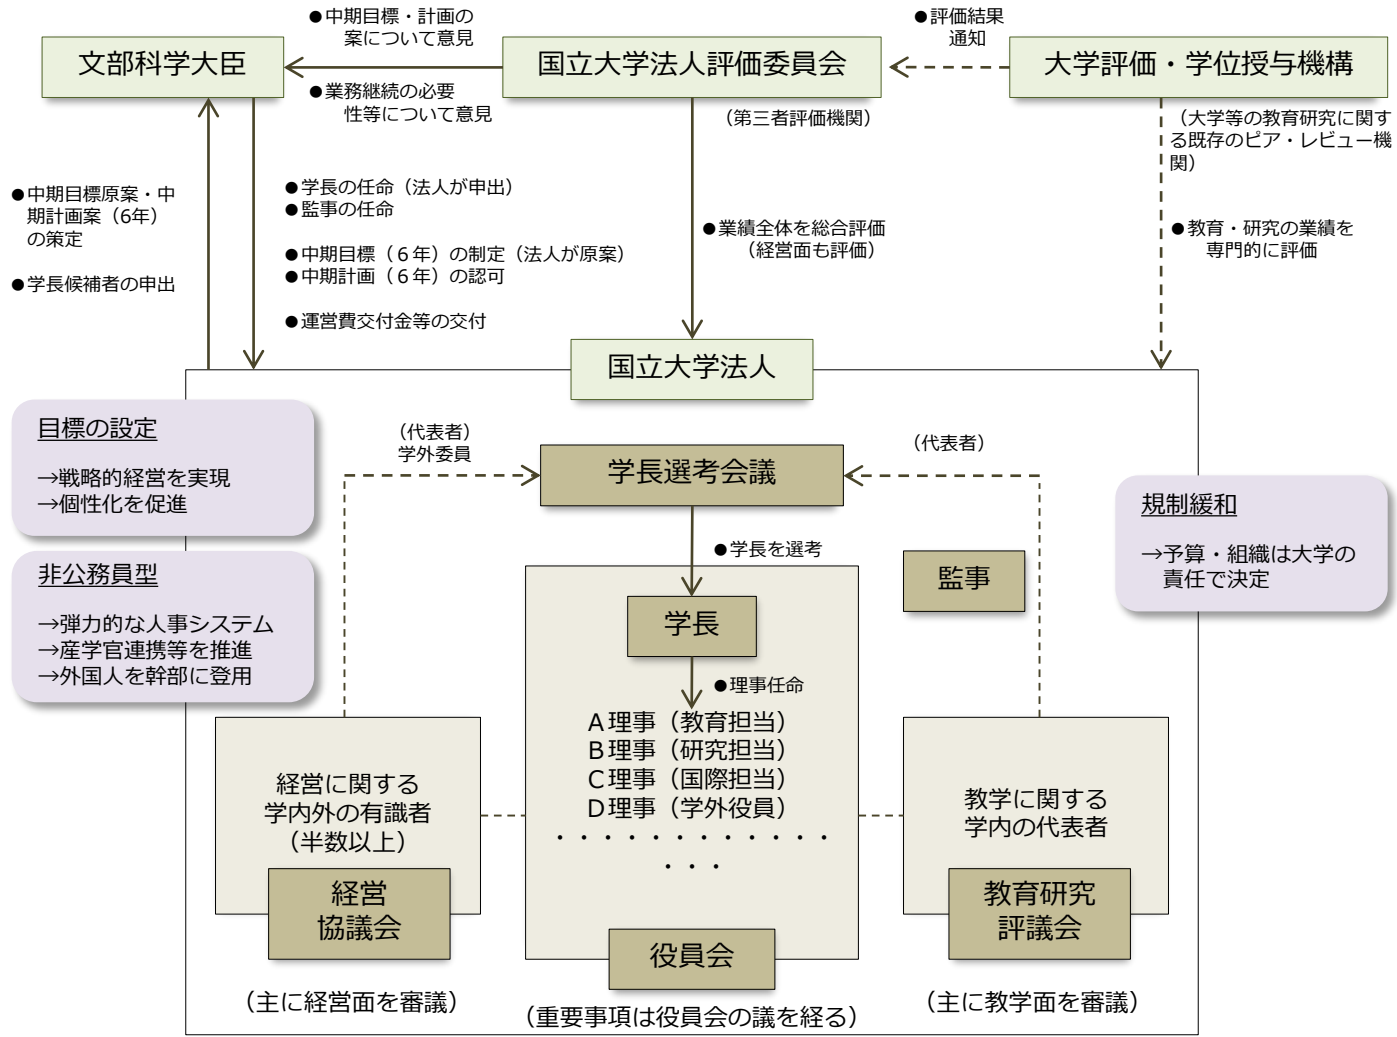 ●中期目標・計画の
案について意見
●評価結果
通知
文部科学大臣
国立大学法人評価委員会
大学評価・学位授与機構
●業務継続の必要
性等について意見
（第三者評価機関）
（大学等の教育研究に関す
る既存のピア・レビュー機
関）
●中期目標原案・中
期計画案（6年）
の策定
●学長候補者の申出
●学長の任命（法人が申出）
●監事の任命
●中期目標（６年）の制定（法人が原案）
●中期計画（６年）の認可
●運営費交付金等の交付
●業績全体を総合評価
（経営面も評価）
●教育・研究の業績を
専門的に評価
国立大学法人
目標の設定
→戦略的経営を実現
→個性化を促進
（代表者）
学外委員
学長選考会議
（代表者）
規制緩和
→予算・組織は大学の
責任で決定
●学長を選考
監事
非公務員型
→弾力的な人事システム
→産学官連携等を推進
→外国人を幹部に登用
学長
●理事任命
A理事（教育担当）
B理事（研究担当）
C理事（国際担当）
D理事（学外役員）
・・・・・・・・・・・・
・・・
経営に関する
学内外の有識者
（半数以上）
教学に関する
学内の代表者
経営
協議会
教育研究
評議会
役員会
（主に経営面を審議）
（重要事項は役員会の議を経る）
（主に教学面を審議）